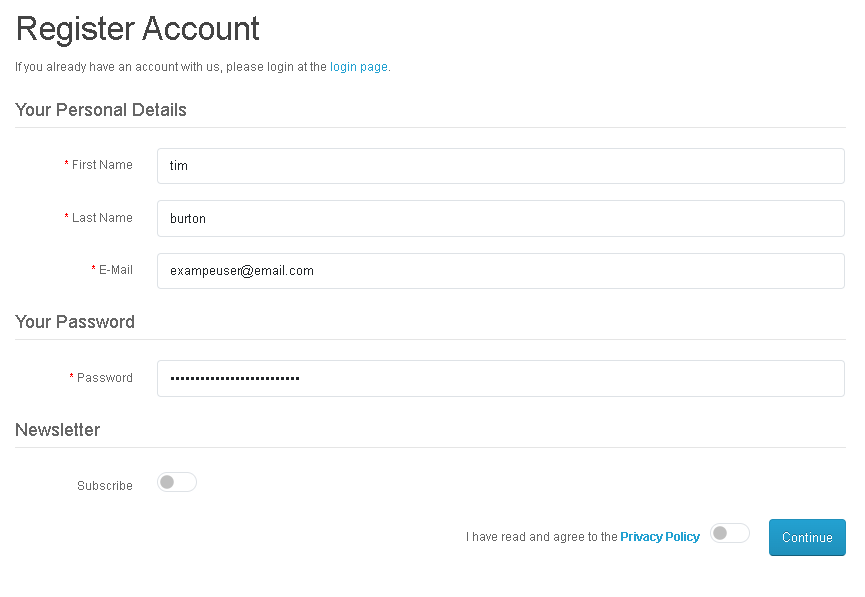 Register Account
If you already have an account with us, please login at the login page.
Your Personal Details
* First Name tim
* Last Name burton
* E-Mail exampeuser@email.com
Your Password
* Password ••••••••••••••••••••••••••
Newsletter
Subscribe
I have read and agree to the Privacy Policy Continue